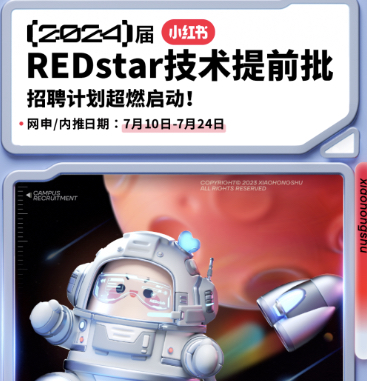 【2024】届 小红书
REDstar技术提前批
招聘计划超燃启动！
• 网申/内推日期：7月10日-7月24日
CAMPUS
RECRUITMENT
COPYRIGHT© 2023 XIAOHONGSHU
ALL RIGHTS RESERVED
xiaohongshu